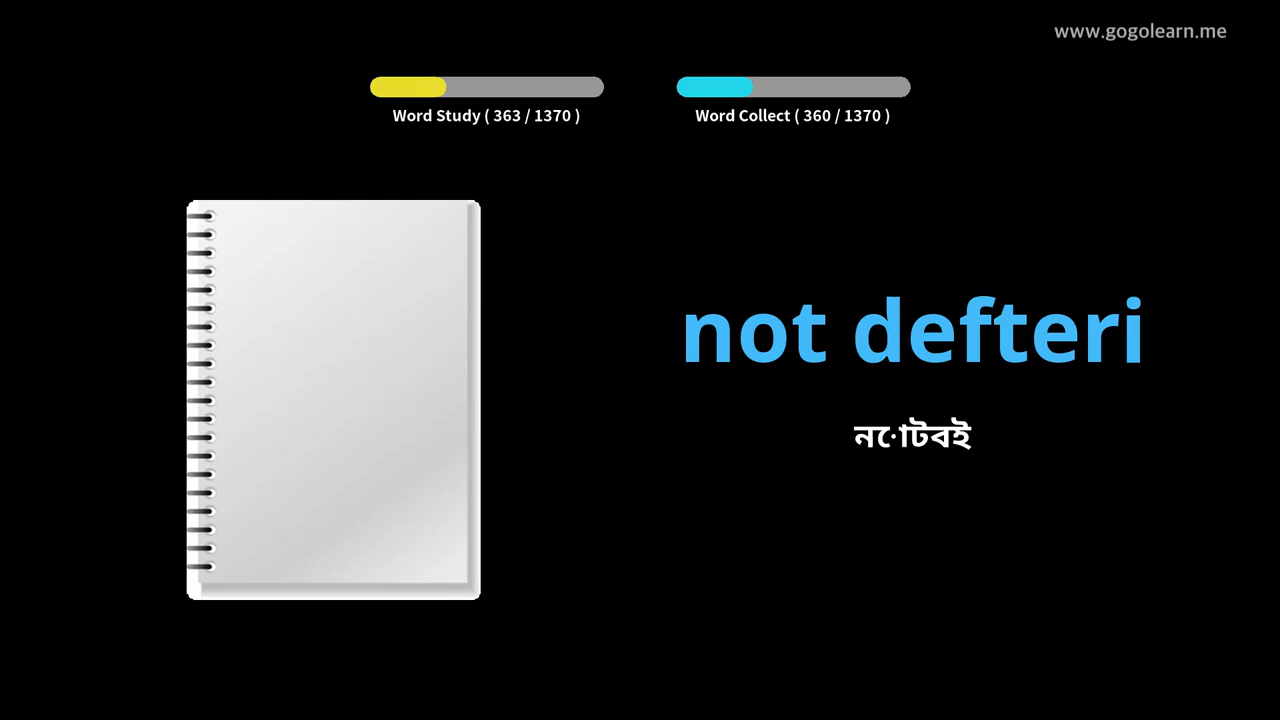 www.gogolearn.me
Word Study ( 363 / 1370 )
Word Collect ( 360 / 1370 )
not defteri
নোটবই